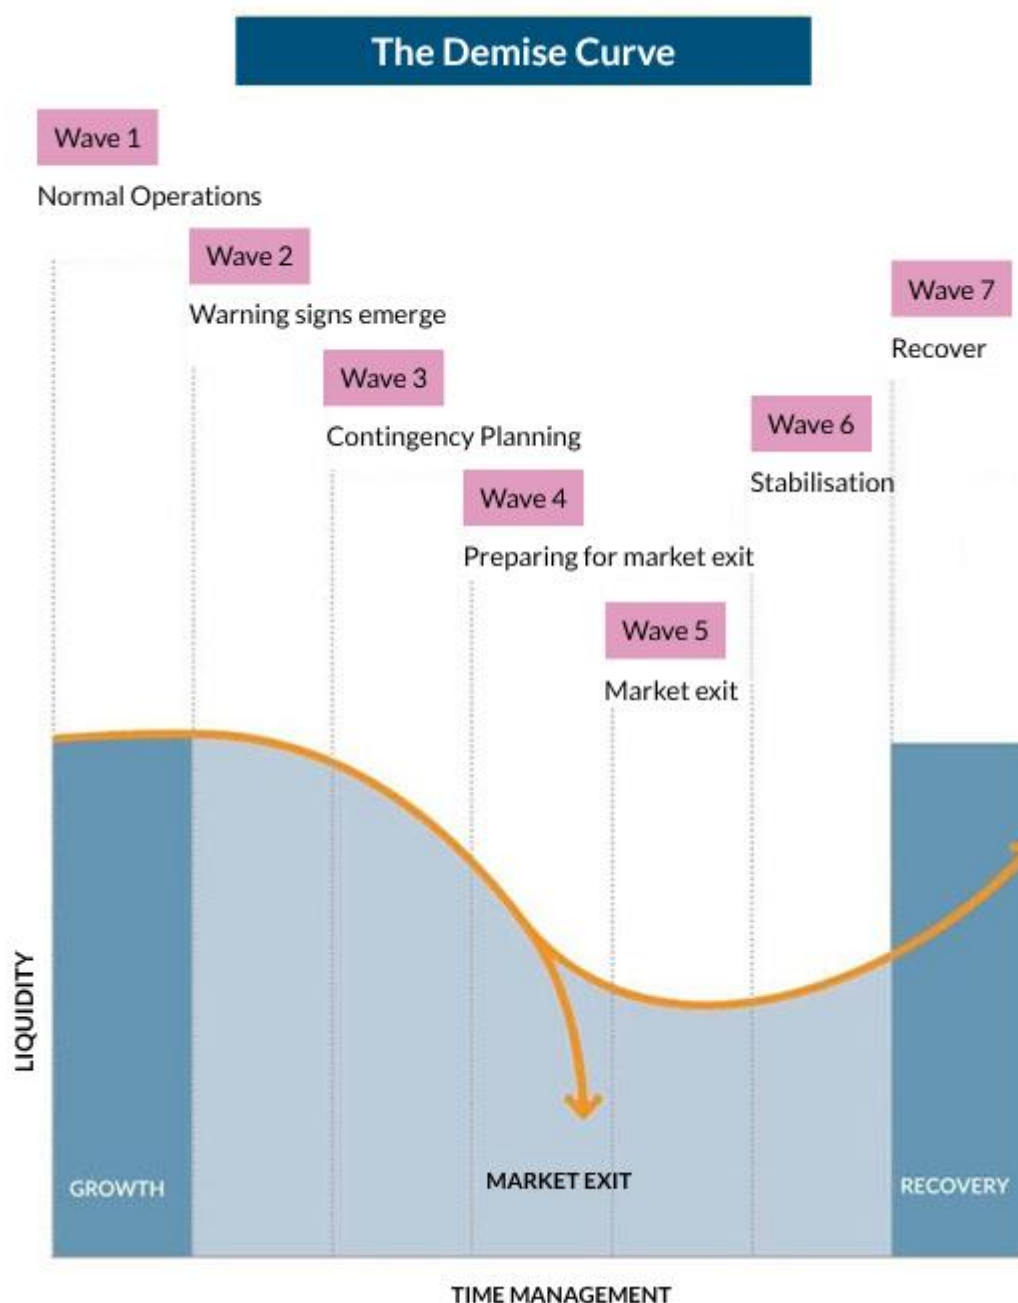 The Demise Curve
Wave 1
Normal Operations
Wave 2
Warning signs emerge
Wave 3
Contingency Planning
Wave 4
Preparing for market exit
Wave 5
Market exit
Wave 6
Stabilisation
Wave 7
Recover
LIQUIDITY
GROWTH
MARKET EXIT
RECOVERY
TIME MANAGEMENT